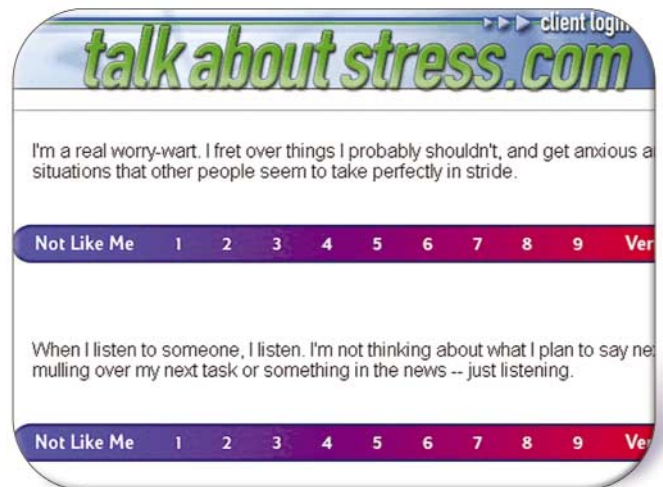 client login
talk about stress.com
I'm a real worry-wart. I fret over things I probably shouldn't, and get anxious
situations that other people seem to take perfectly in stride.
Not Like Me 1 2 3 4 5 6 7 8 9
When I listen to someone, I listen. I'm not thinking about what I plan to say
mulling over my next task or something in the news -- just listening.
Not Like Me 1 2 3 4 5 6 7 8 9